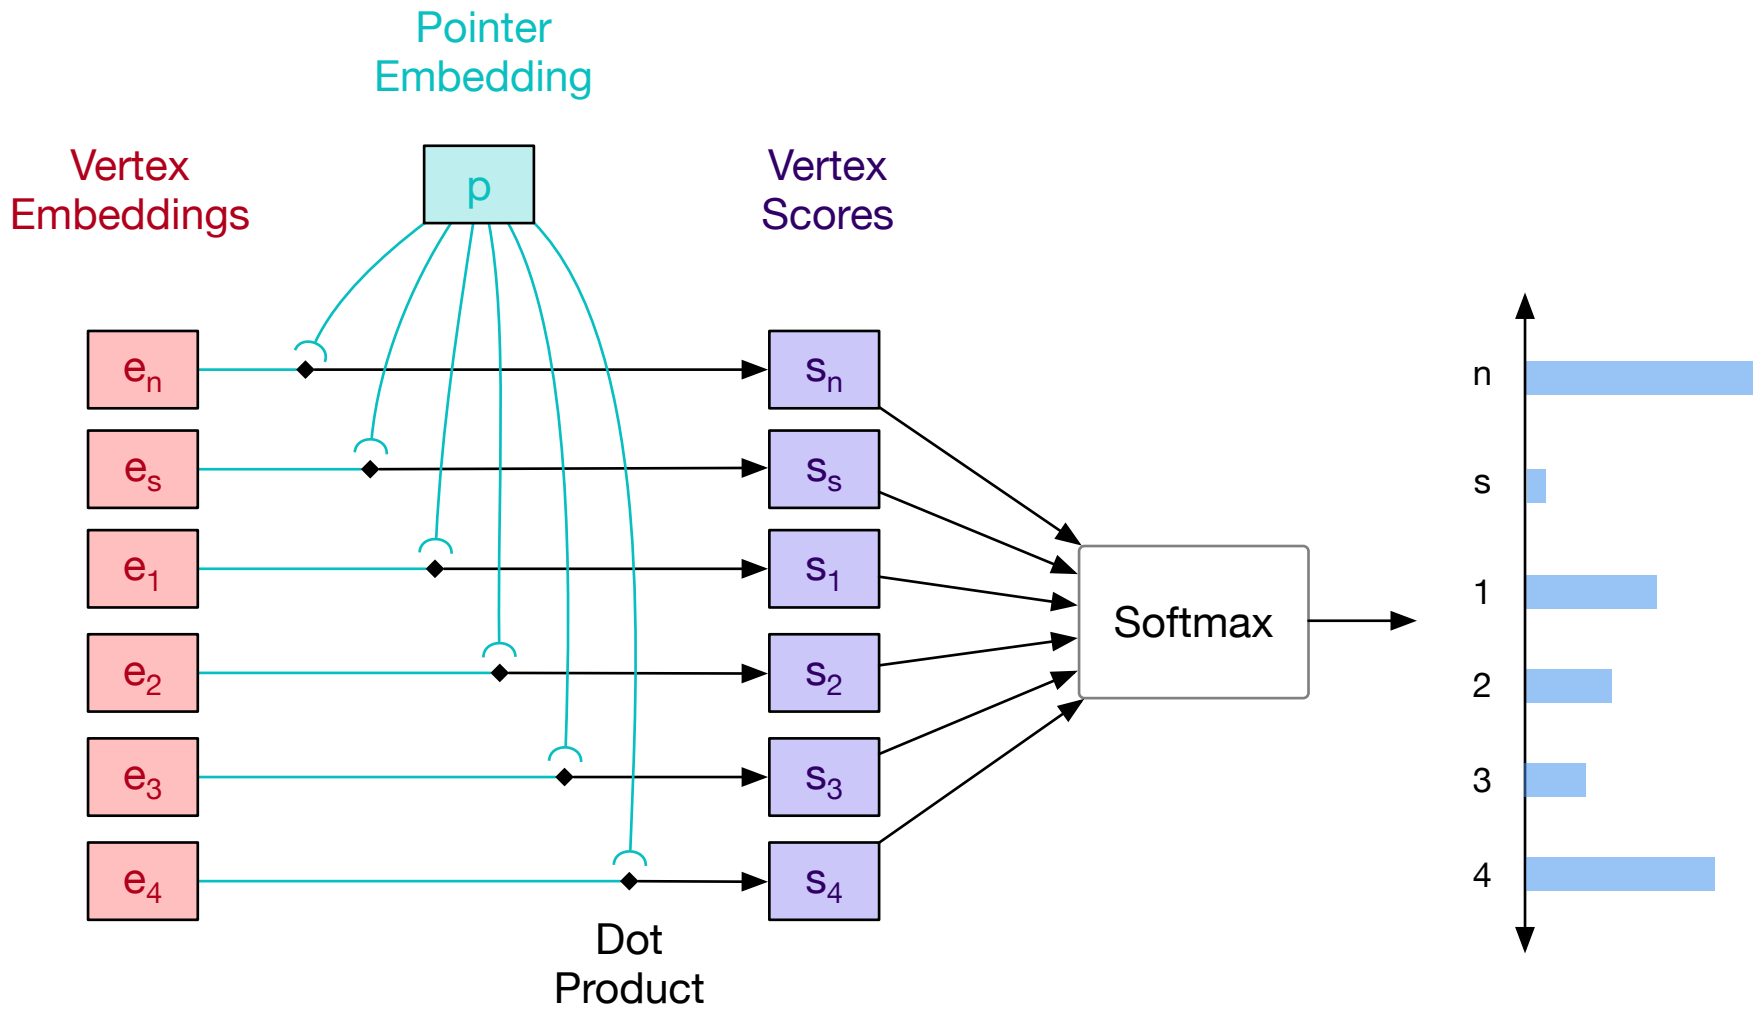 Pointer
Embedding
Vertex
Embeddings
p
Vertex
Scores
eₙ
sₙ
n
eₛ
sₛ
s
e₁
s₁
1
Softmax
e₂
s₂
2
e₃
s₃
3
e₄
s₄
4
Dot
Product